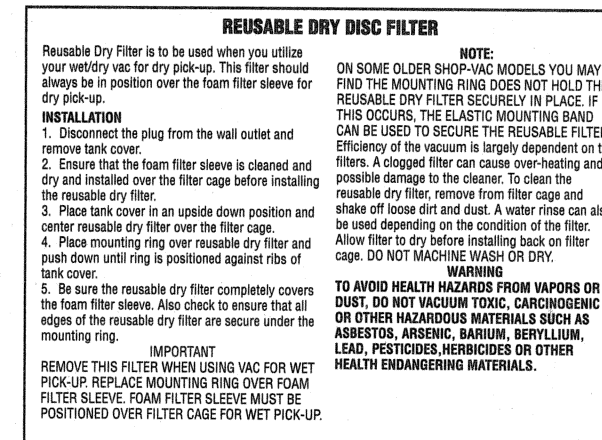 REUSABLE DRY DISC FILTER
Reusable Dry Filter is to be used when you utilize
your wet/dry vac for dry pick-up. This filter should
always be in position over the foam filter sleeve for
dry pick-up.
INSTALLATION
1. Disconnect the plug from the wall outlet and
remove tank cover.
2. Ensure that the foam filter sleeve is cleaned and
dry and installed over the filter cage before installing
the reusable dry filter.
3. Place tank cover in an upside down position and
center reusable dry filter over the filter cage.
4. Place mounting ring over reusable dry filter and
push down until ring is positioned against ribs of
tank cover.
5. Be sure the reusable dry filter completely covers
the foam filter sleeve. Also check to ensure that all
edges of the reusable dry filter are secure under the
mounting ring.
IMPORTANT
REMOVE THIS FILTER WHEN USING VAC FOR WET
PICK-UP. REPLACE MOUNTING RING OVER FOAM
FILTER SLEEVE. FOAM FILTER SLEEVE MUST BE
POSITIONED OVER FILTER CAGE FOR WET PICK-UP.
NOTE:
ON SOME OLDER SHOP-VAC MODELS YOU MAY
FIND THE MOUNTING RING DOES NOT HOLD
REUSABLE DRY FILTER SECURELY IN PLACE. IF
THIS OCCURS, THE ELASTIC MOUNTING BAND
CAN BE USED TO SECURE THE REUSABLE
Efficiency of the vacuum is largely dependent on
filters. A clogged filter can cause over-heating and
possible damage to the cleaner. To clean the
reusable dry filter, remove from filter cage and
shake off loose dirt and dust. A water rinse can
be used depending on the condition of the filter.
Allow filter to dry before installing back on filter
cage. DO NOT MACHINE WASH OR DRY.
WARNING
TO AVOID HEALTH HAZARDS FROM VAPORS OR
DUST, DO NOT VACUUM TOXIC, CARCINOGENIC
OR OTHER HAZARDOUS MATERIALS SUCH AS
ASBESTOS, ARSENIC, BARIUM, BERYLLIUM,
LEAD, PESTICIDES,HERBICIDES OR OTHER
HEALTH ENDANGERING MATERIALS.